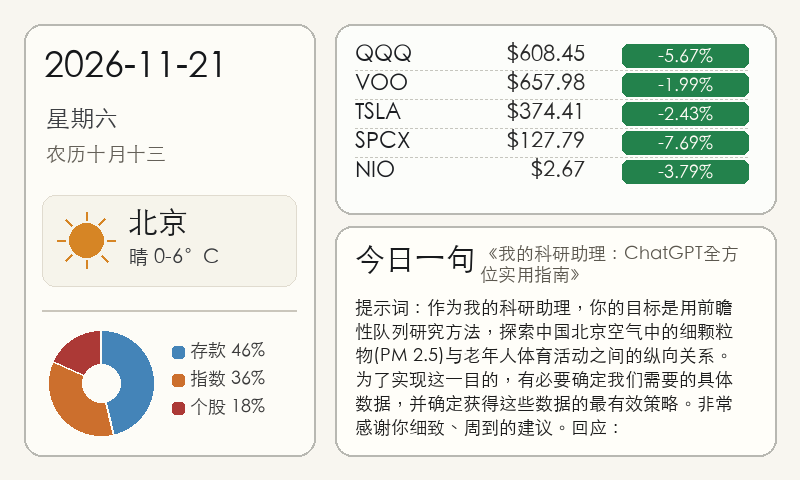 2026-11-21
星期六
农历十月十三
北京
晴 0-6° C
存款 46%
指数 36%
个股 18%
QQQ $608.45 -5.67%
VOO $657.98 -1.99%
TSLA $374.41 -2.43%
SPCX $127.79 -7.69%
NIO $2.67 -3.79%
今日一句 《我的科研助理：ChatGPT全方
位实用指南》
提示词：作为我的科研助理，你的目标是用前瞻
性队列研究方法，探索中国北京空气中的细颗粒
物(PM 2.5)与老年人体育活动之间的纵向关系。
为了实现这一目的，有必要确定我们需要的具体
数据，并确定获得这些数据的最有效策略。非常
感谢你细致、周到的建议。回应：